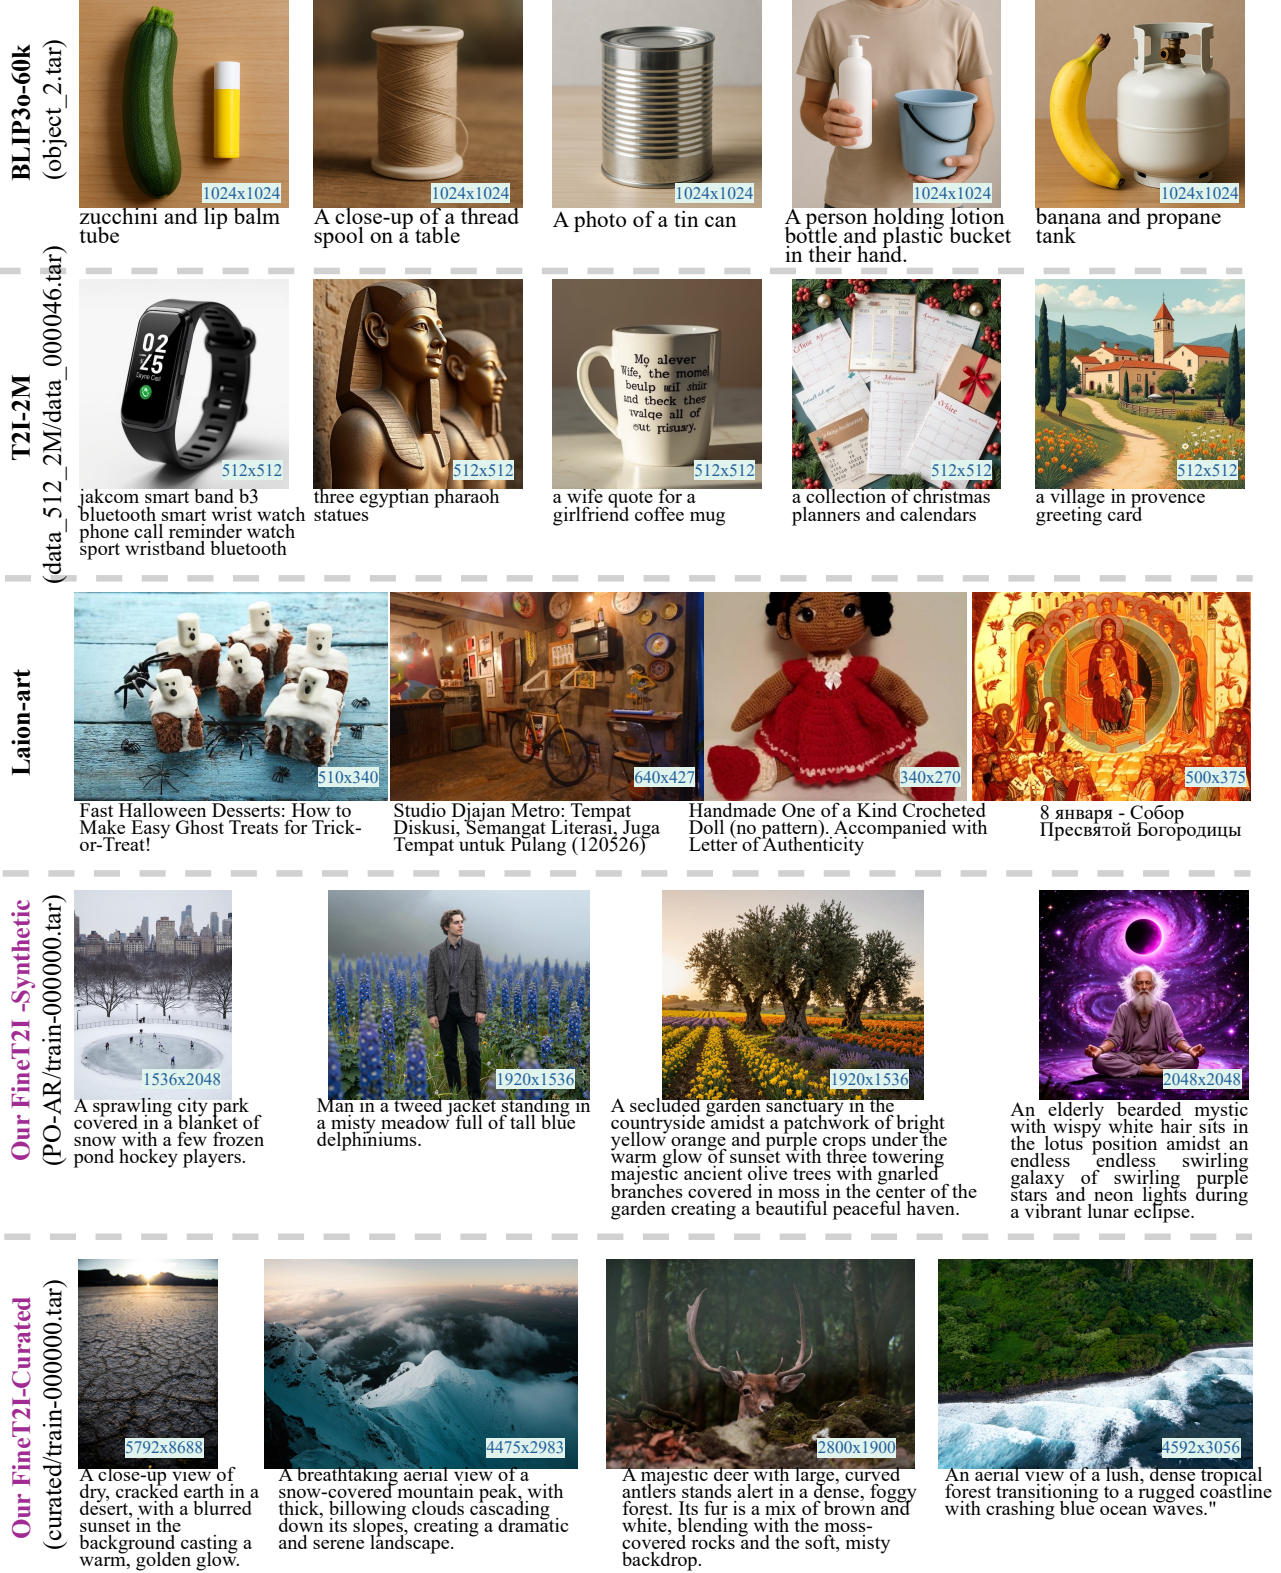 BLIP3o-60k
(object_2.tar)
1024x1024
1024x1024
1024x1024
1024x1024
1024x1024
zucchini and lip balm
tube
A close-up of a thread
spool on a table
A photo of a tin can
A person holding lotion
bottle and plastic bucket
in their hand.
banana and propane
tank
T2I-2M
(data_512_2M/data_000046.tar)
02
512x512
Mo alever
Wife, the mome
beulp wil shiir
and theck thes
walqe all of
out pisuary.
512x512
512x512
512x512
512x512
jakcom smart band b3
bluetooth smart wrist watch
phone call reminder watch
sport wristband bluetooth
three egyptian pharaoh
statues
a wife quote for a
girlfriend coffee mug
a collection of christmas
planners and calendars
a village in provence
greeting card
Laion-art
510x340
640x427
340x270
500x375
Fast Halloween Desserts: How to
Make Easy Ghost Treats for Trick-
or-Treat!
Studio Djajan Metro: Tempat
Diskusi, Semangat Literasi, Juga
Tempat untuk Pulang (120526)
Handmade One of a Kind Crocheted
Doll (no pattern). Accompanied with
Letter of Authenticity
8 января - Собор
Пресвятой Богородицы
Our FineT2I -Synthetic
(PO-AR/train-000000.tar)
1536x2048
1920x1536
1920x1536
2048x2048
A sprawling city park
covered in a blanket of
snow with a few frozen
pond hockey players.
Man in a tweed jacket standing in
a misty meadow full of tall blue
delphiniums.
A secluded garden sanctuary in the
countryside amidst a patchwork of bright
yellow orange and purple crops under the
warm glow of sunset with three towering
majestic ancient olive trees with gnarled
branches covered in moss in the center of the
garden creating a beautiful peaceful haven.
An elderly bearded mystic
with wispy white hair sits in
the lotus position amidst an
endless endless swirling
galaxy of swirling purple
stars and neon lights during
a vibrant lunar eclipse.
Our FineT2I-Curated
(curated/train-000000.tar)
5792x8688
4475x2983
2800x1900
4592x3056
A close-up view of
dry, cracked earth in a
desert, with a blurred
sunset in the
background casting a
warm, golden glow.
A breathtaking aerial view of a
snow-covered mountain peak, with
thick, billowing clouds cascading
down its slopes, creating a dramatic
and serene landscape.
A majestic deer with large, curved
antlers stands alert in a dense, foggy
forest. Its fur is a mix of brown and
white, blending with the moss-
covered rocks and the soft, misty
backdrop.
An aerial view of a lush, dense tropical
forest transitioning to a rugged coastline
with crashing blue ocean waves."